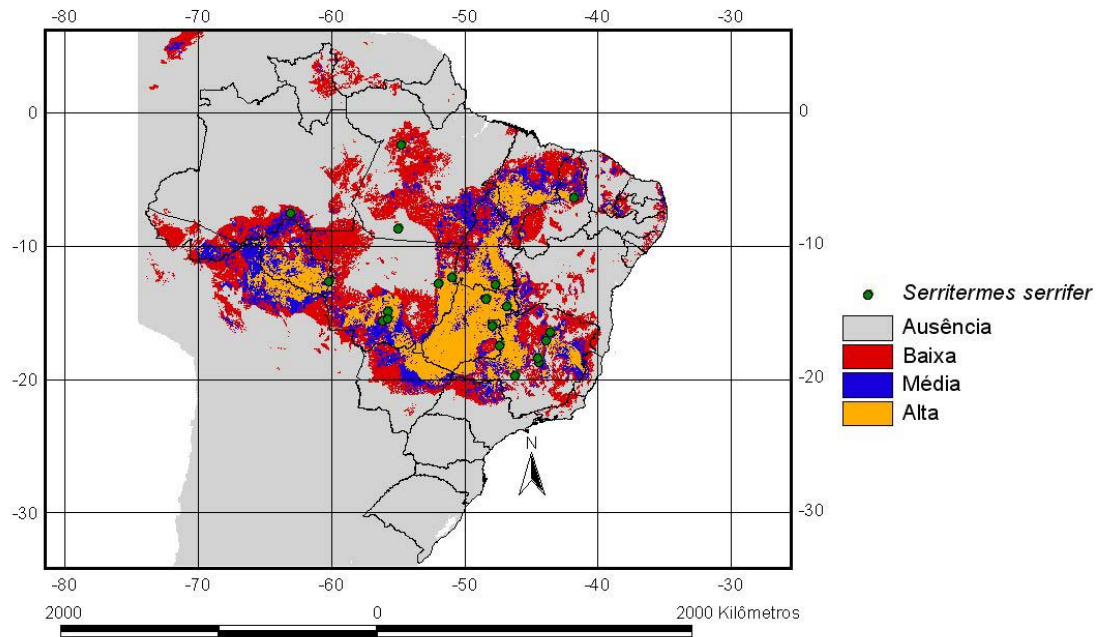 -80 -70 -60 -50 -40 -30
0 0
-10 -10
-20 -20
N
-30 -30
-80 -70 -60 -50 -40 -30
2000 0 2000 Kilômetros
Serritermes serrifer
Ausência
Baixa
Média
Alta